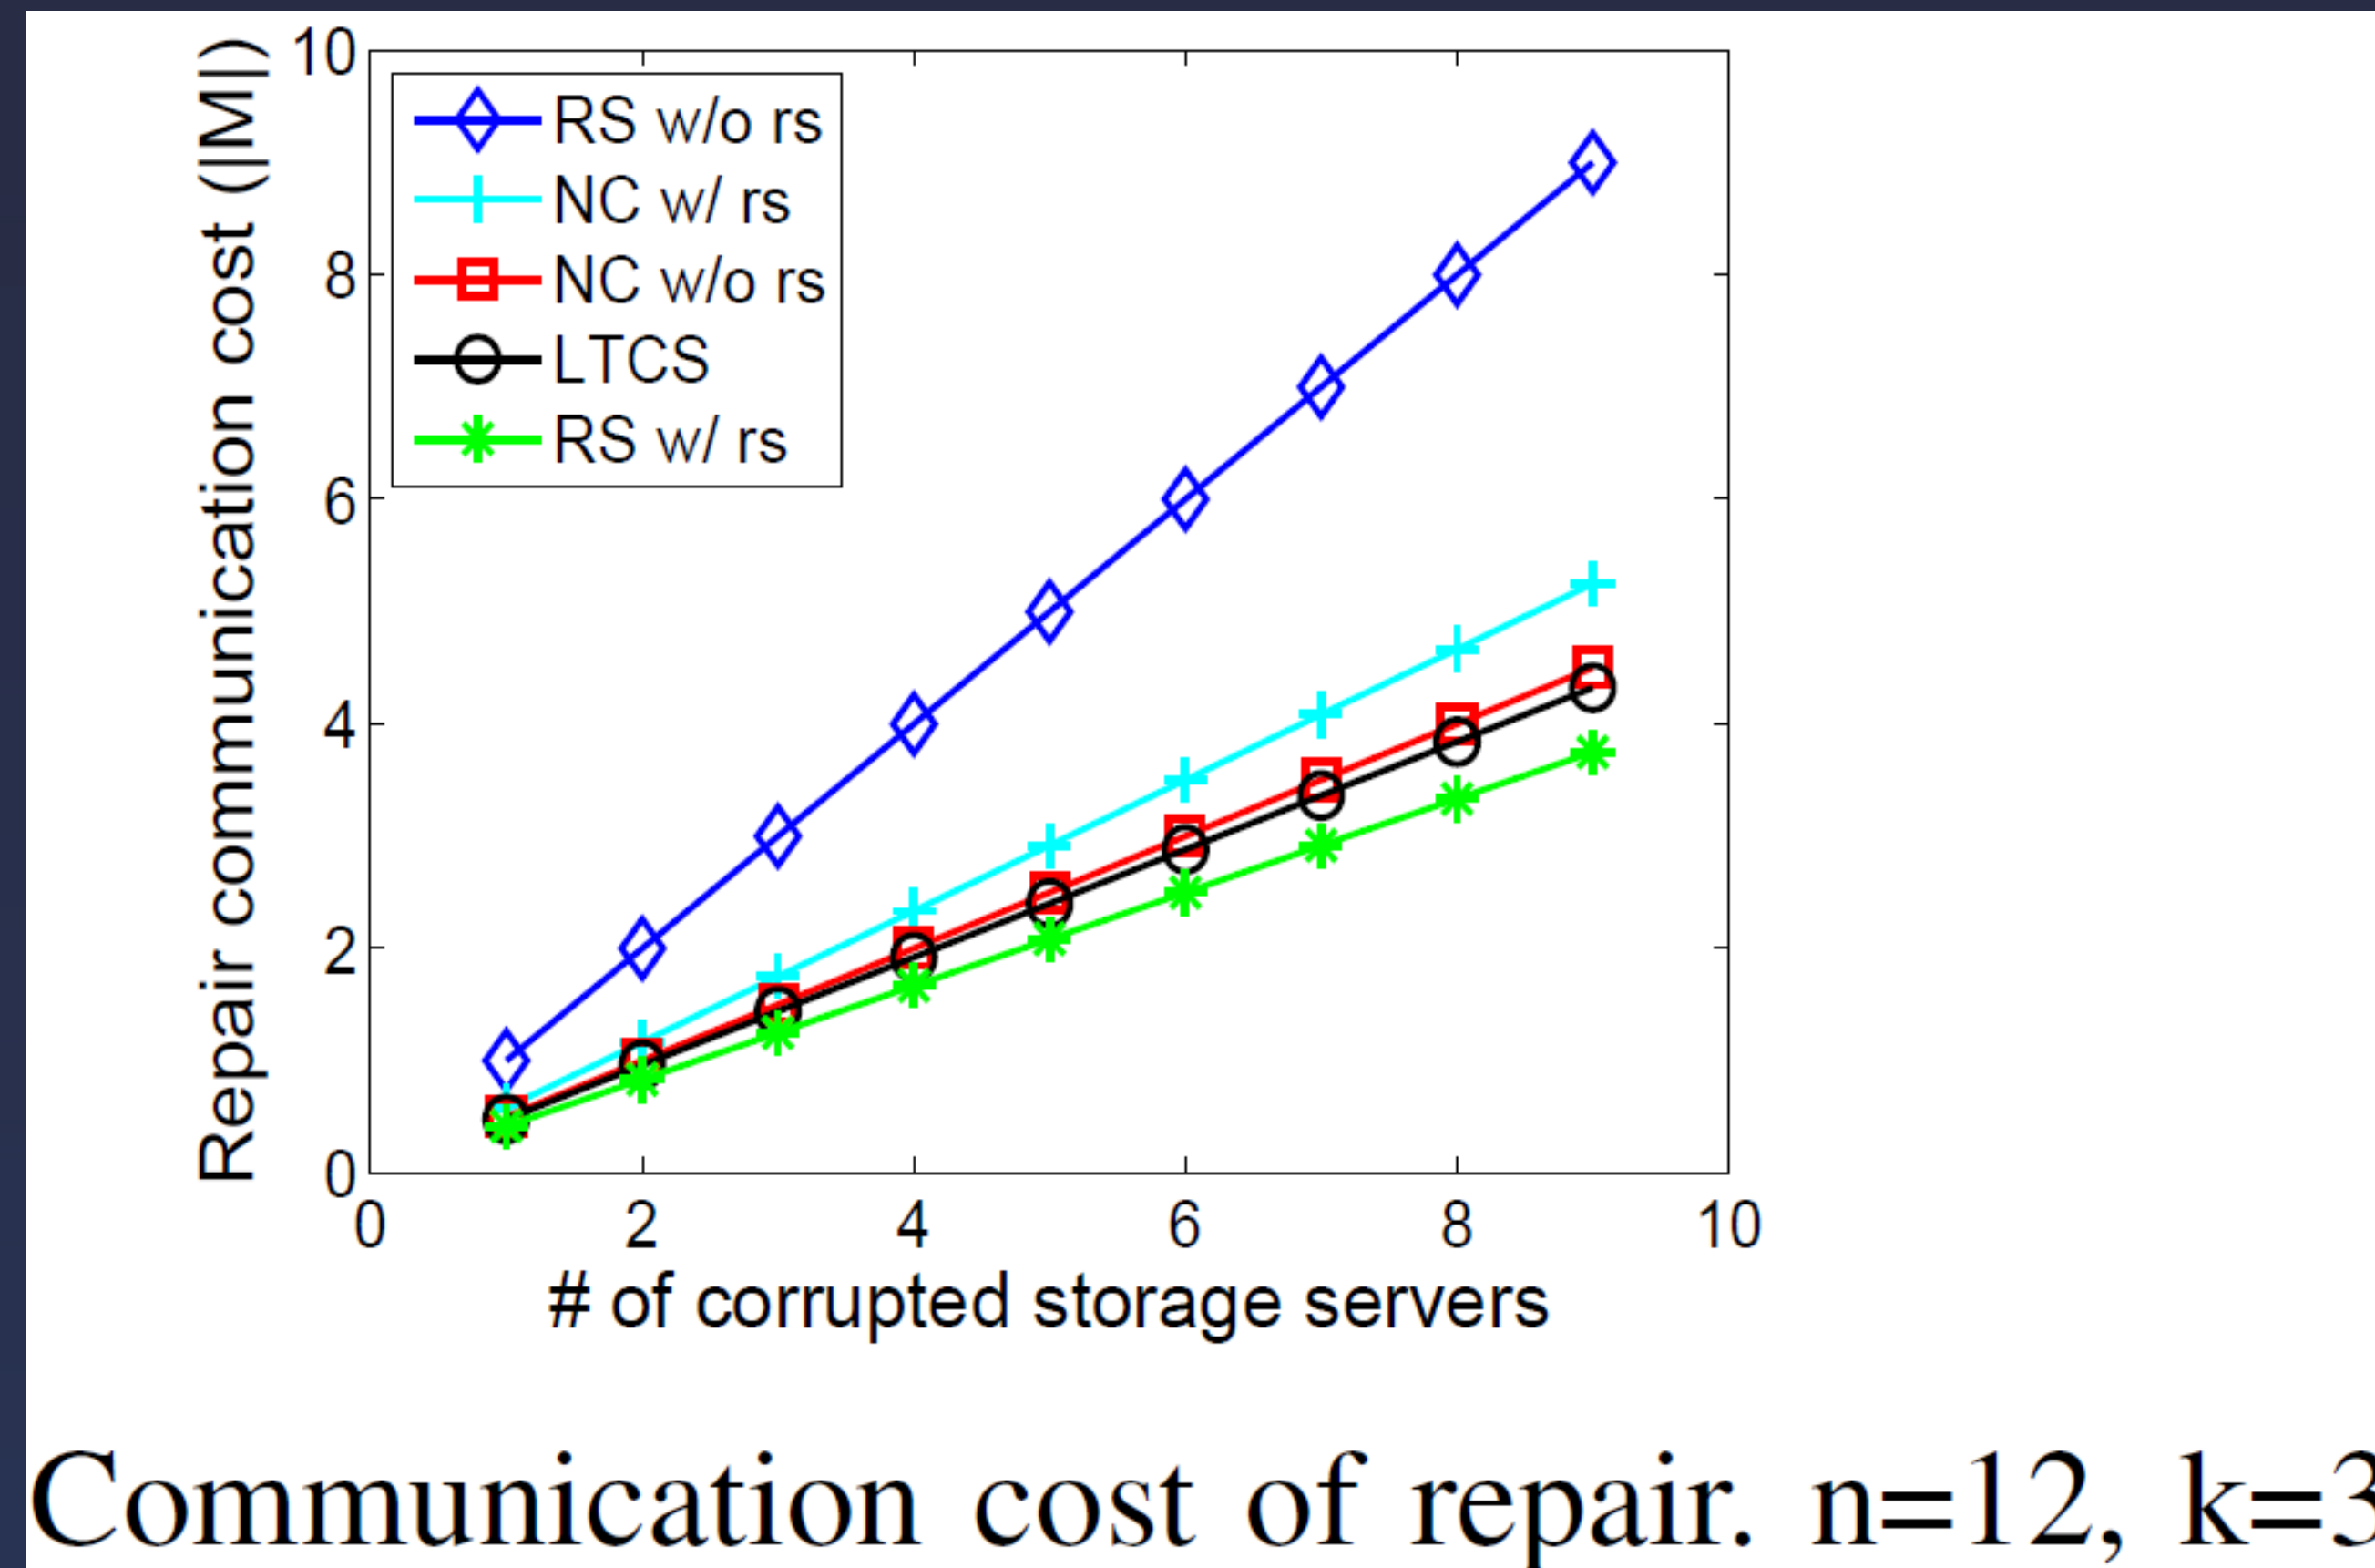 Repair communication cost (|M|)
10
8
6
4
2
0
RS w/o rs
NC w/ rs
NC w/o rs
LTCS
RS w/ rs
0 2 4 6 8 10
# of corrupted storage servers
Communication cost of repair. n=12, k=3